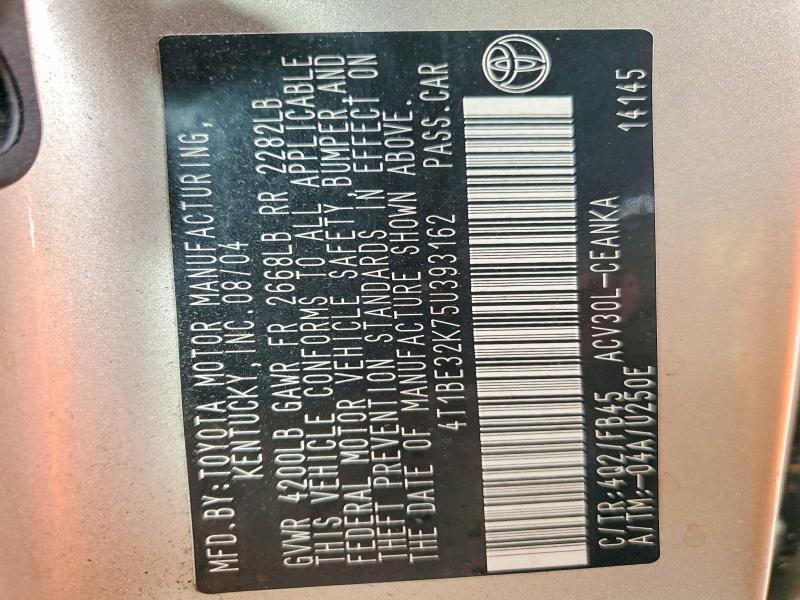 MFD.BY:TOYOTA MOTOR MANUFACTURING,
KENTUCKY, INC.08/04
GVWR 4200LB GAWR FR 2668LB RR 2282LB
THIS VEHICLE CONFORMS TO ALL APPLICABLE
FEDERAL MOTOR VEHICLE SAFETY,BUMPER,AND
THEFT PREVENTION STANDARDS IN EFFECT ON
THE DATE OF MANUFACTURE SHOWN ABOVE.
4T1BE32K75U393162 PASS.CAR
C/TR:4Q2/FB45 ACV30L-CEANKA 14145
A/TM:-04A/U250E